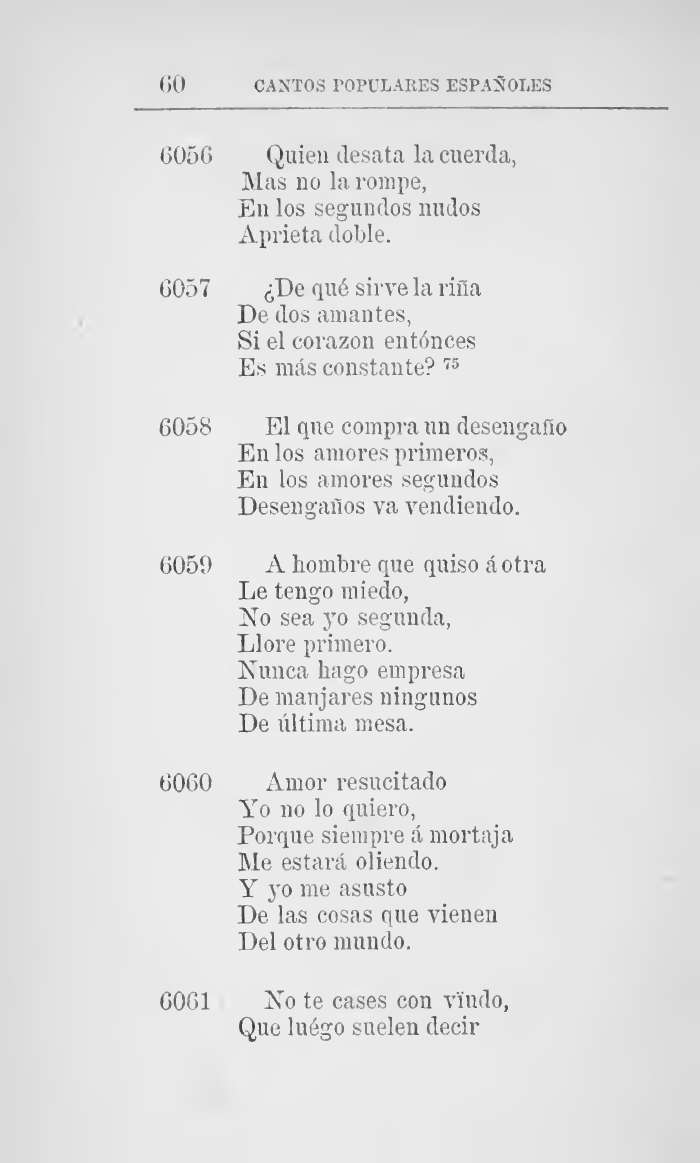 60 CANTOS POPULARES ESPAÑOLES
6056 Quien desata la cuerda,
Mas no la rompe,
En los segundos nudos
Aprieta doble.
6057 ¿De qué sirve la riña
De dos amantes,
Si el corazon entónces
Es más constante? 75
6058 El que compra un desengaño
En los amores primeros,
En los amores segundos
Desengaños va vendiendo.
6059 A hombre que quiso á otra
Le tengo miedo,
No sea yo segunda,
Llore primero.
Nunca hago empresa
De manjares ningunos
De última mesa.
6060 Amor resucitado
Yo no lo quiero,
Porque siempre á mortaja
Me estará oliendo.
Y yo me asusto
De las cosas que vienen
Del otro mundo.
6061 No te cases con vïudo,
Que luégo suelen decir